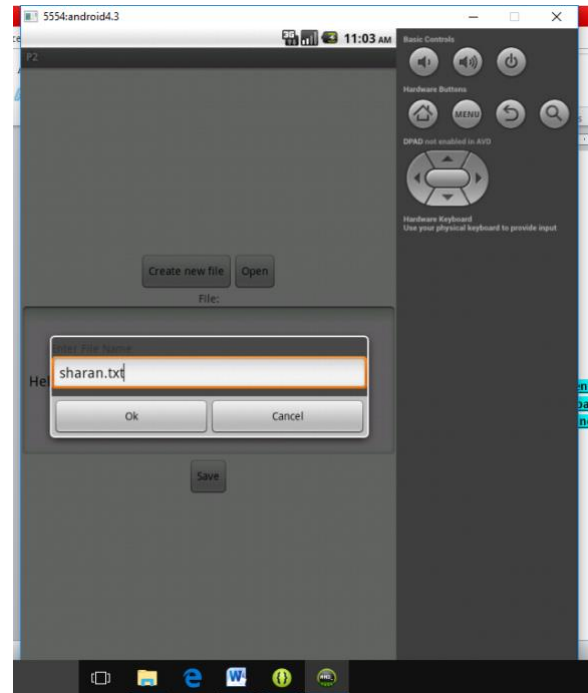 5554:android4.3
3G 11:03 AM
P2
Create new file Open
File:
Enter File Name
Hel
sharan.txt
Ok Cancel
Save
Basic Controls
Hardware Buttons
MENU
DPAD not enabled in AVD
Hardware Keyboard
Use your physical keyboard to provide input